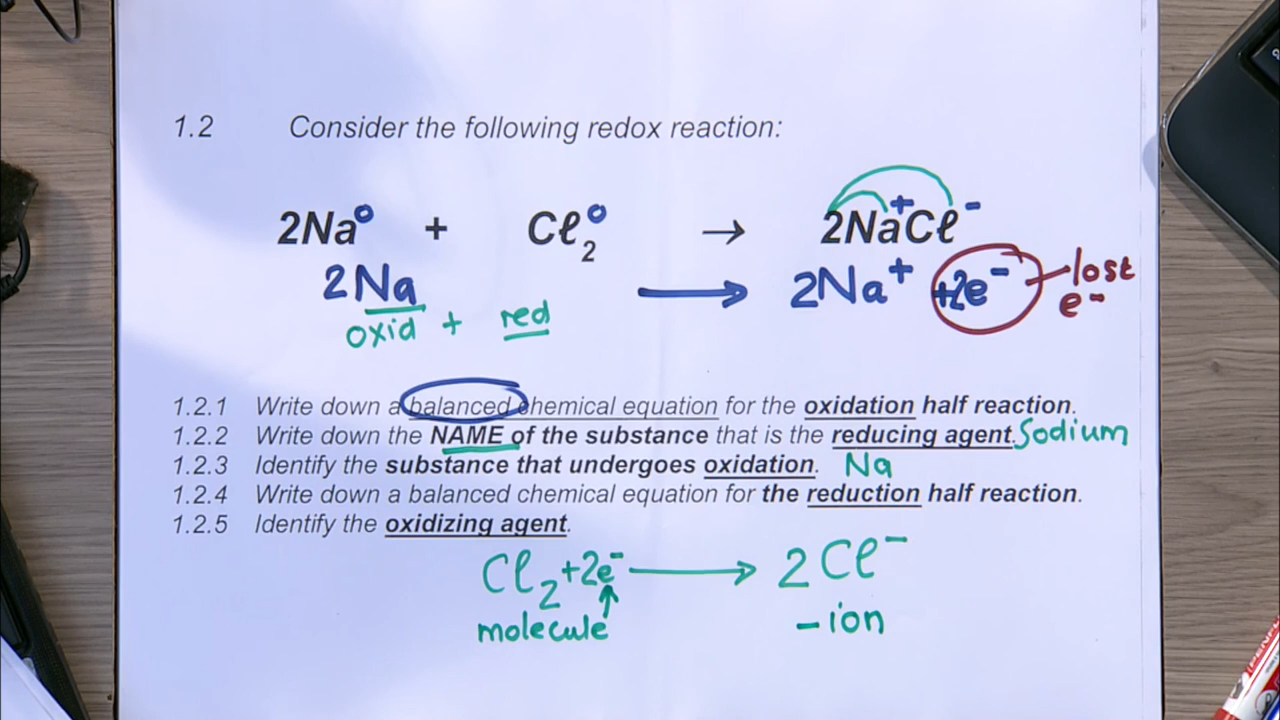 1.2 Consider the following redox reaction:
2Na⁰ + Cℓ₂⁰ → 2Na⁺Cℓ⁻
2Na → 2Na⁺ +2e⁻ lost e⁻
oxid + red
1.2.1 Write down a balanced chemical equation for the oxidation half reaction.
1.2.2 Write down the NAME of of the substance that is the reducing agent. Sodium
1.2.3 Identify the substance that undergoes oxidation. Na
1.2.4 Write down a balanced chemical equation for the reduction half reaction.
1.2.5 Identify the oxidizing agent.
Cℓ₂ +2e⁻ → 2Cℓ⁻
molecule – ion